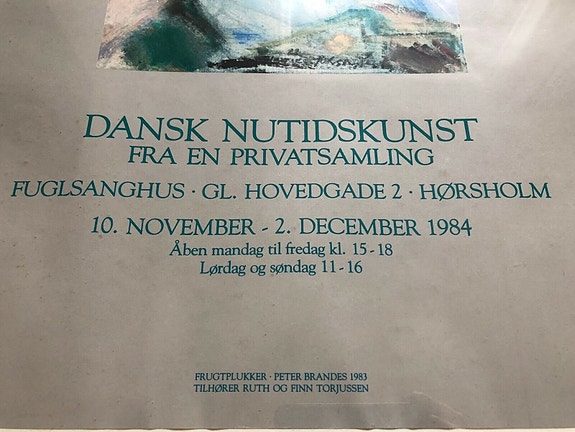 DANSK NUTIDSKUNST
FRA EN PRIVATSAMLING
FUGLSANGHUS · GL. HOVEDGADE 2 · HØRSHOLM
10. NOVEMBER - 2. DECEMBER 1984
Åben mandag til fredag kl. 15-18
Lørdag og søndag 11-16
FRUGTPLUKKER · PETER BRANDES 1983
TILHØRER RUTH OG FINN TORJUSSEN